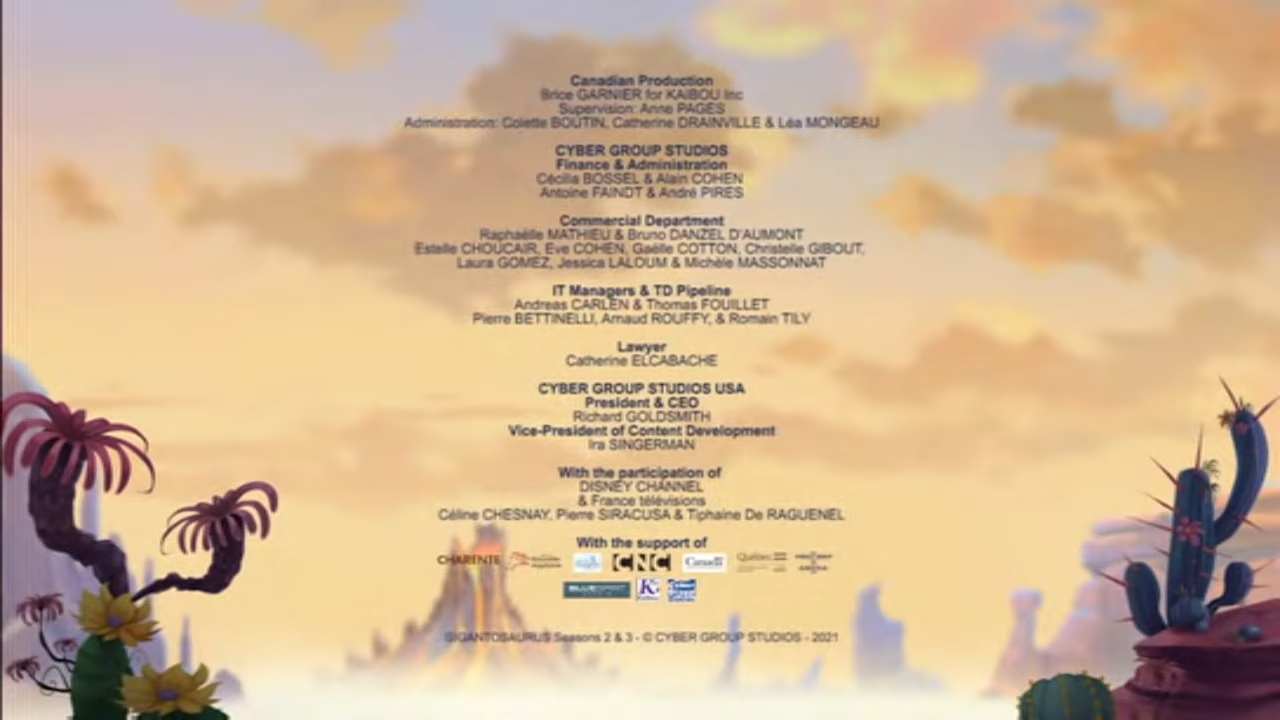 Canadian Production
Brice GARNIER for KAIBOU Inc
Supervision: Anne PAGES
Administration: Colette BOUTIN, Catherine DRAINVILLE & Léa MONGEAU
CYBER GROUP STUDIOS
Finance & Administration
Cécilia BOSSEL & Alain COHEN
Antoine FAINDT & André PIRES
Commercial Department
Raphaëlle MATHIEU & Bruno DANZEL D'AUMONT
Estelle CHOUCAIR, Eve COHEN, Gaëlle COTTON, Christelle GIBOUT,
Laura GOMEZ, Jessica LALOUM & Michèle MASSONNAT
IT Managers & TD Pipeline
Andreas CARLEN & Thomas FOUILLET
Pierre BETTINELLI, Arnaud ROUFFY, & Romain TILY
Lawyer
Catherine ELCABACHE
CYBER GROUP STUDIOS USA
President & CEO
Richard GOLDSMITH
Vice-President of Content Development
Ira SINGERMAN
With the participation of
DISNEY CHANNEL
& France télévisions
Céline CHESNAY, Pierre SIRACUSA & Tiphaine De RAGUENEL
With the support of
CHARENTE CNC Canada Québec
GIGANTOSAURUS Seasons 2 & 3 - © CYBER GROUP STUDIOS - 2021